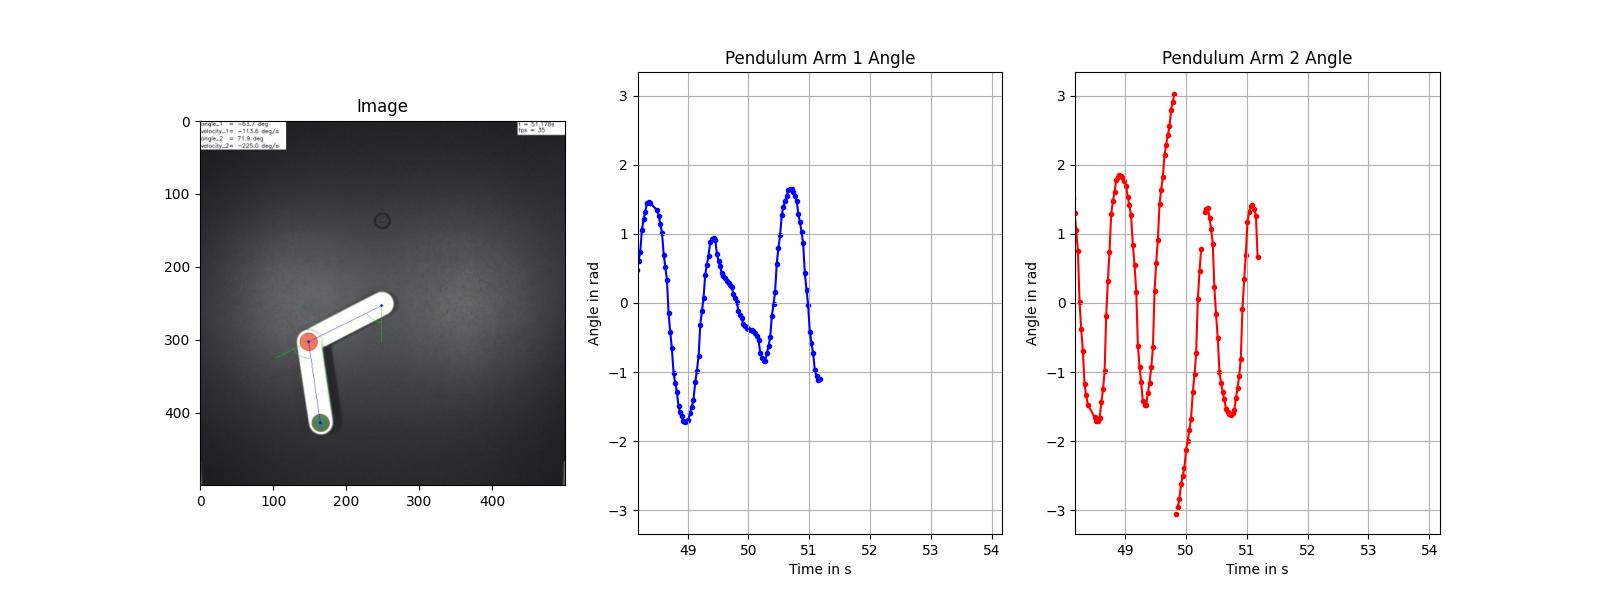 Image
angle_1 = -63.7 deg
velocity_1= -113.6 deg/s
angle_2 = 71.9 deg
velocity_2= -225.0 deg/s
t = 51.178s
fps = 35
0
100
200
300
400
0 100 200 300 400
Pendulum Arm 1 Angle
Angle in rad
3
2
1
0
−1
−2
−3
49 50 51 52 53 54
Time in s
Pendulum Arm 2 Angle
Angle in rad
3
2
1
0
−1
−2
−3
49 50 51 52 53 54
Time in s